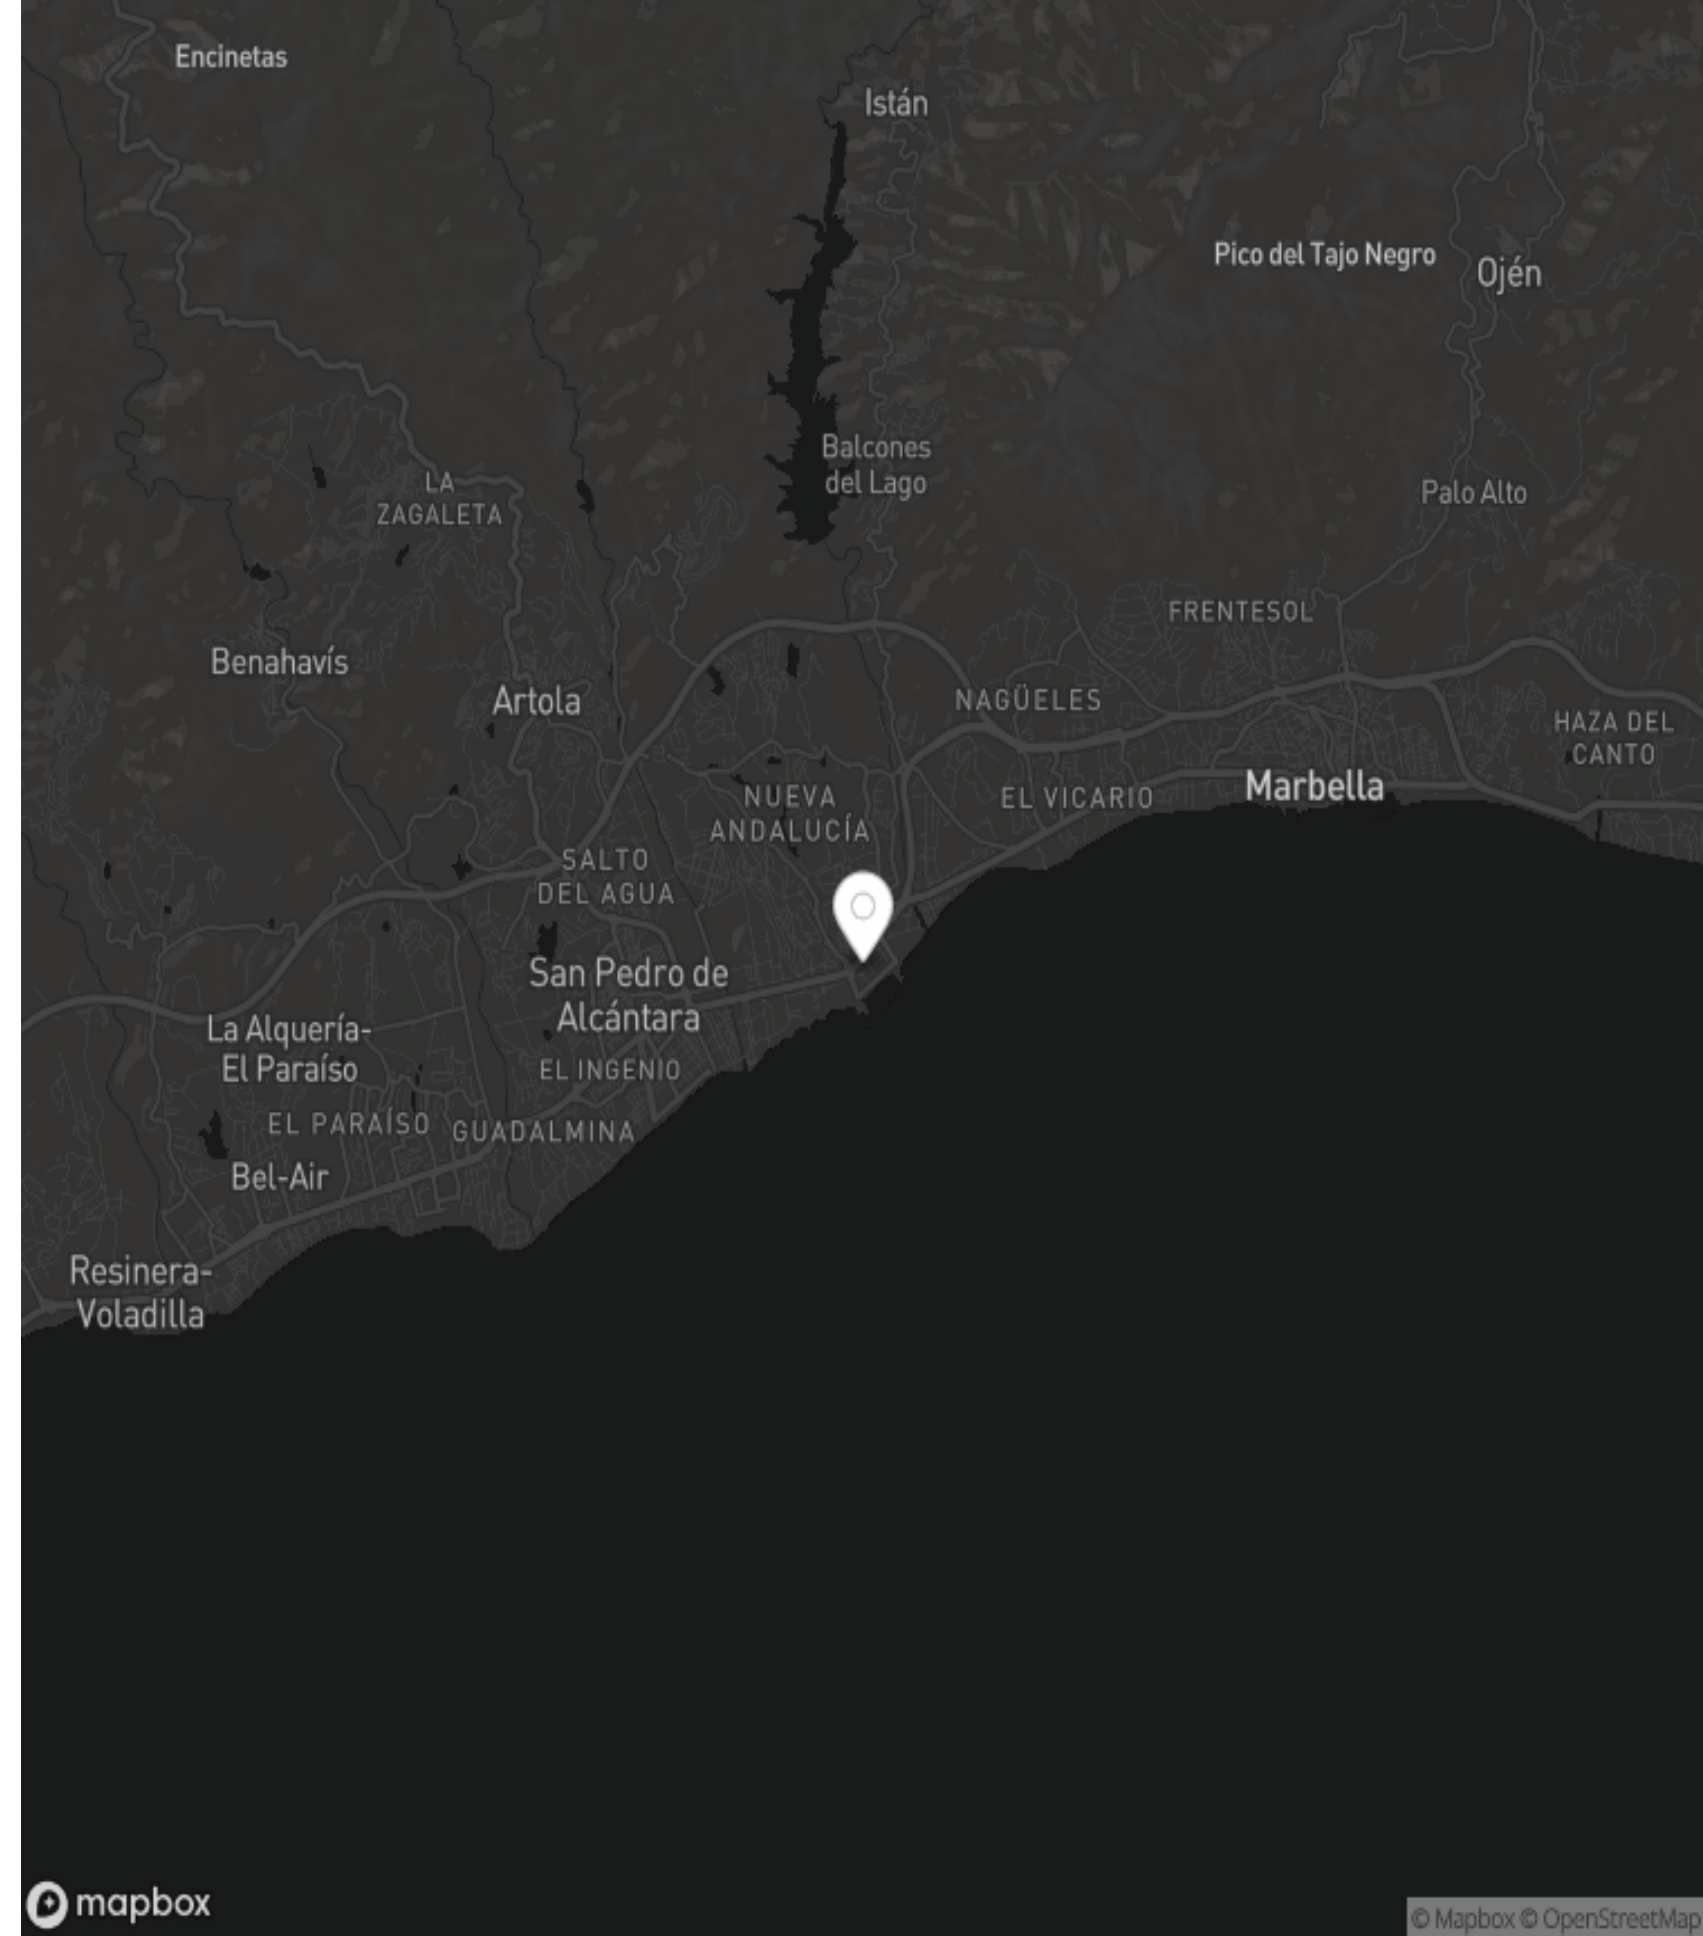 Encinetas
Istán
Pico del Tajo Negro
Ojén
Balcones
del Lago
LA
ZAGALETA
Palo Alto
FRENTESOL
Benahavís
Artola
NAGÜELES
HAZA DEL
CANTO
NUEVA
ANDALUCÍA
EL VICARIO
Marbella
SALTO
DEL AGUA
San Pedro de
Alcántara
La Alquería-
El Paraíso
EL INGENIO
EL PARAÍSO
GUADALMINA
Bel-Air
Resinera-
Voladilla
mapbox
© Mapbox © OpenStreetMap